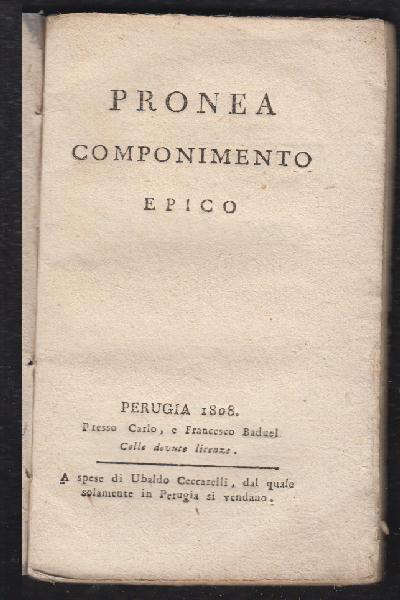 PRONEA
COMPONIMENTO
EPICO
PERUGIA 1808.
Presso Carlo, e Francesco Baduel
Colle dovute licenze.
A spese di Ubaldo Ceccarelli, dal quale
solamente in Perugia si vendano.